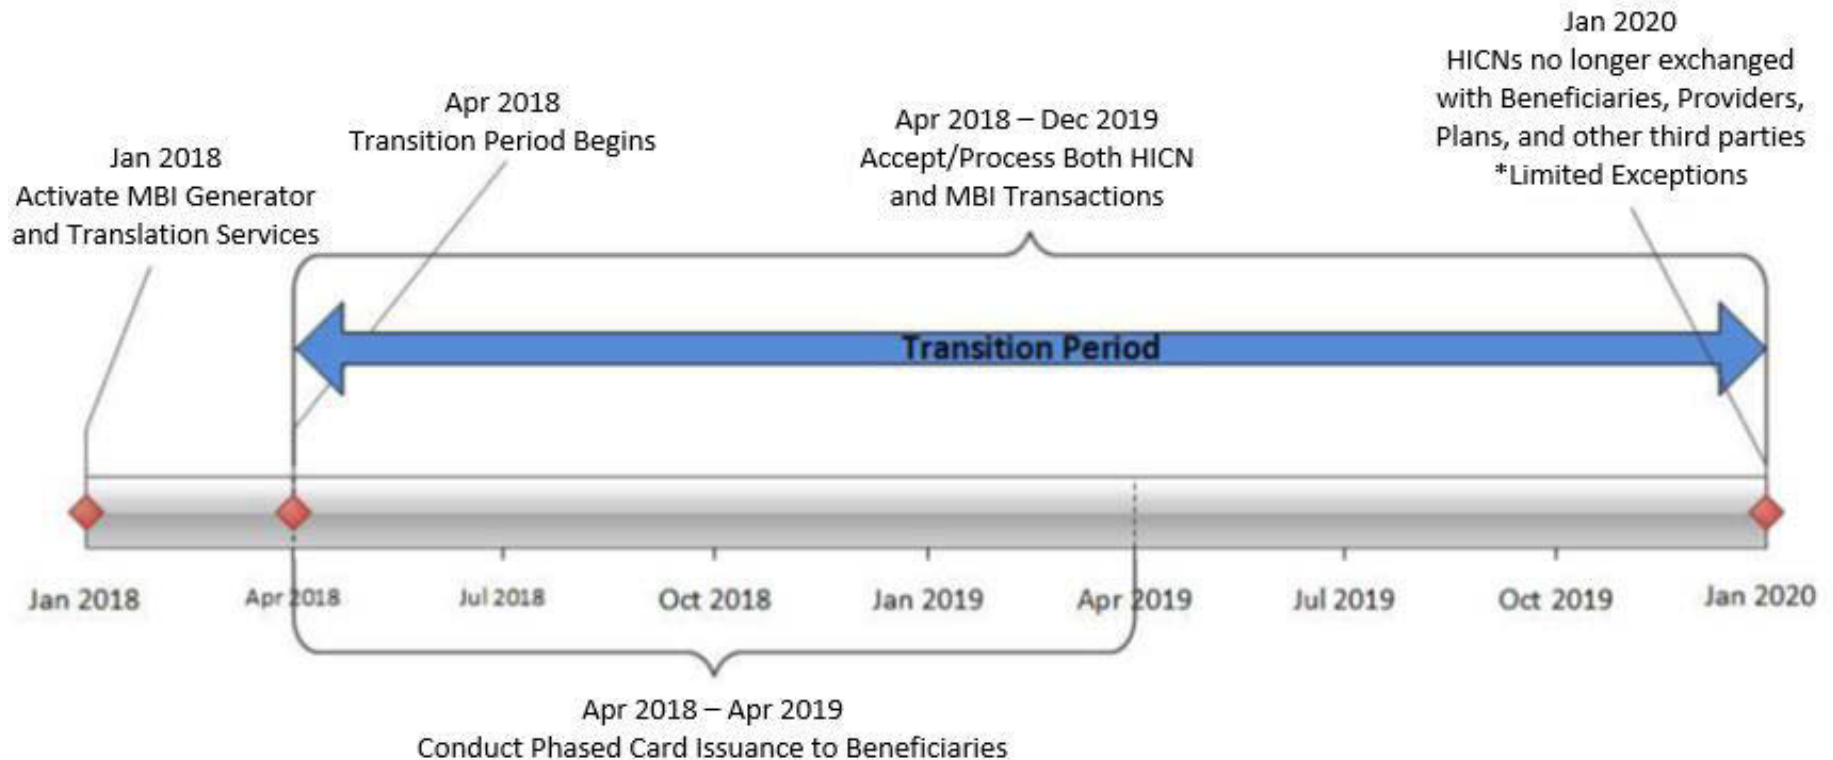 Jan 2018
Activate MBI Generator
and Translation Services
Apr 2018
Transition Period Begins
Apr 2018 – Dec 2019
Accept/Process Both HICN
and MBI Transactions
Jan 2020
HICNs no longer exchanged
with Beneficiaries, Providers,
Plans, and other third parties
*Limited Exceptions
Transition Period
Jan 2018
Apr 2018
Jul 2018
Oct 2018
Jan 2019
Apr 2019
Jul 2019
Oct 2019
Jan 2020
Apr 2018 – Apr 2019
Conduct Phased Card Issuance to Beneficiaries